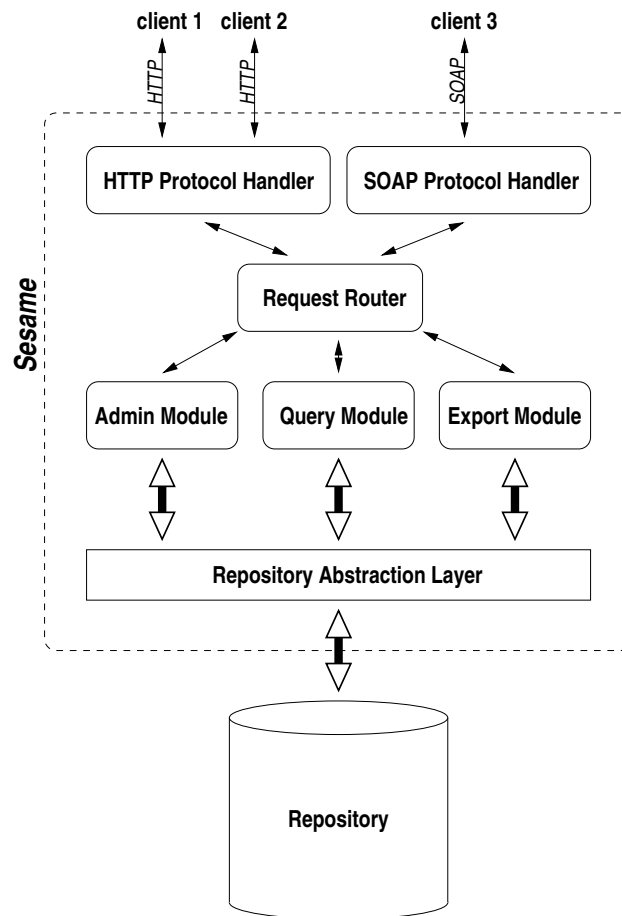 client 1
client 2
client 3
HTTP
HTTP
SOAP
HTTP Protocol Handler
SOAP Protocol Handler
Request Router
Sesame
Admin Module
Query Module
Export Module
Repository Abstraction Layer
Repository